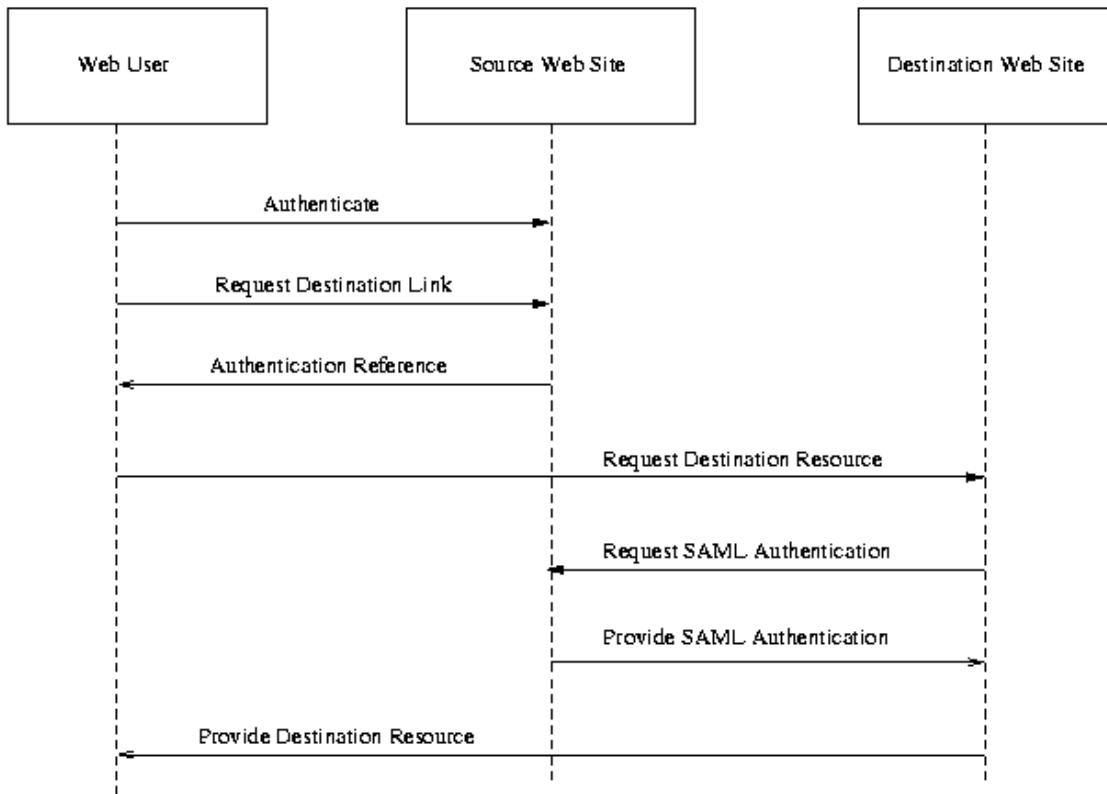 Web User
Source Web Site
Destination Web Site
Authenticate
Request Destination Link
Authentication Reference
Request Destination Resource
Request SAML Authentication
Provide SAML Authentication
Provide Destination Resource